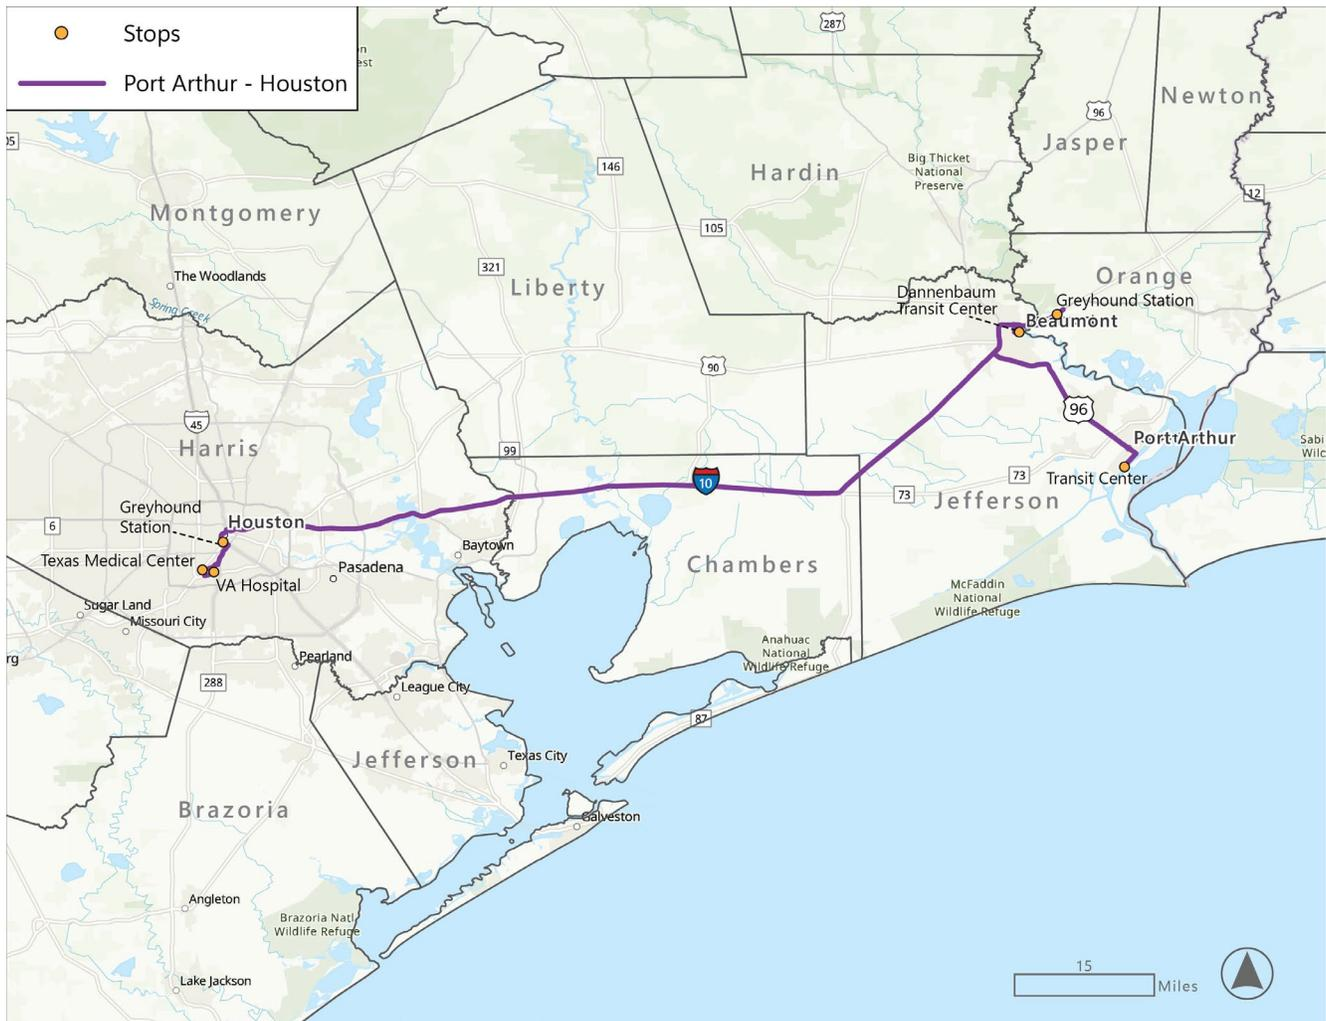 Stops
Port Arthur - Houston
287
Newton
96
Jasper
146
Hardin
Big Thicket
National
Preserve
12
Montgomery
105
321
The Woodlands
Liberty
Orange
Spring Creek
Dannenbaum
Transit Center
Greyhound Station
Beaumont
90
45
96
Harris
99
Port Arthur
73
Transit Center
10
73
Jefferson
Greyhound
Station
Houston
6
Texas Medical Center
Baytown
VA Hospital
Pasadena
Chambers
Sugar Land
Missouri City
McFaddin
National
Wildlife Refuge
Anahuac
National
Wildlife Refuge
Pearland
288
League City
87
Jefferson
Texas City
Brazoria
Galveston
Angleton
Brazoria Natl
Wildlife Refuge
Lake Jackson
15
Miles